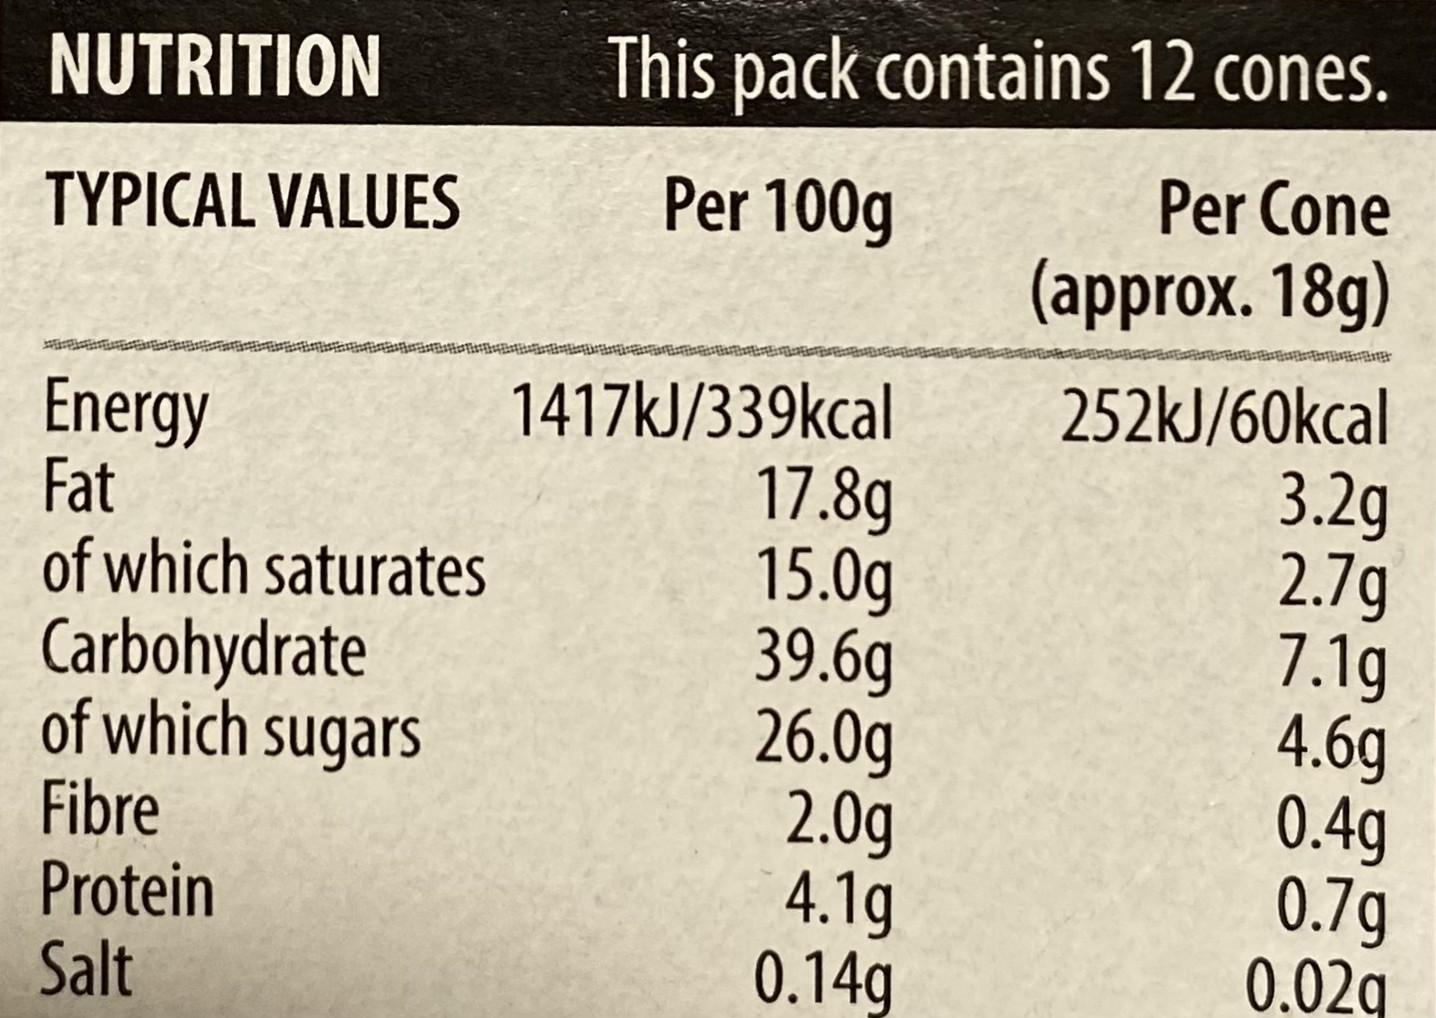 NUTRITION This pack contains 12 cones.
TYPICAL VALUES Per 100g Per Cone
(approx. 18g)
Energy 1417kJ/339kcal 252kJ/60kcal
Fat 17.8g 3.2g
of which saturates 15.0g 2.7g
Carbohydrate 39.6g 7.1g
of which sugars 26.0g 4.6g
Fibre 2.0g 0.4g
Protein 4.1g 0.7g
Salt 0.14g 0.02g